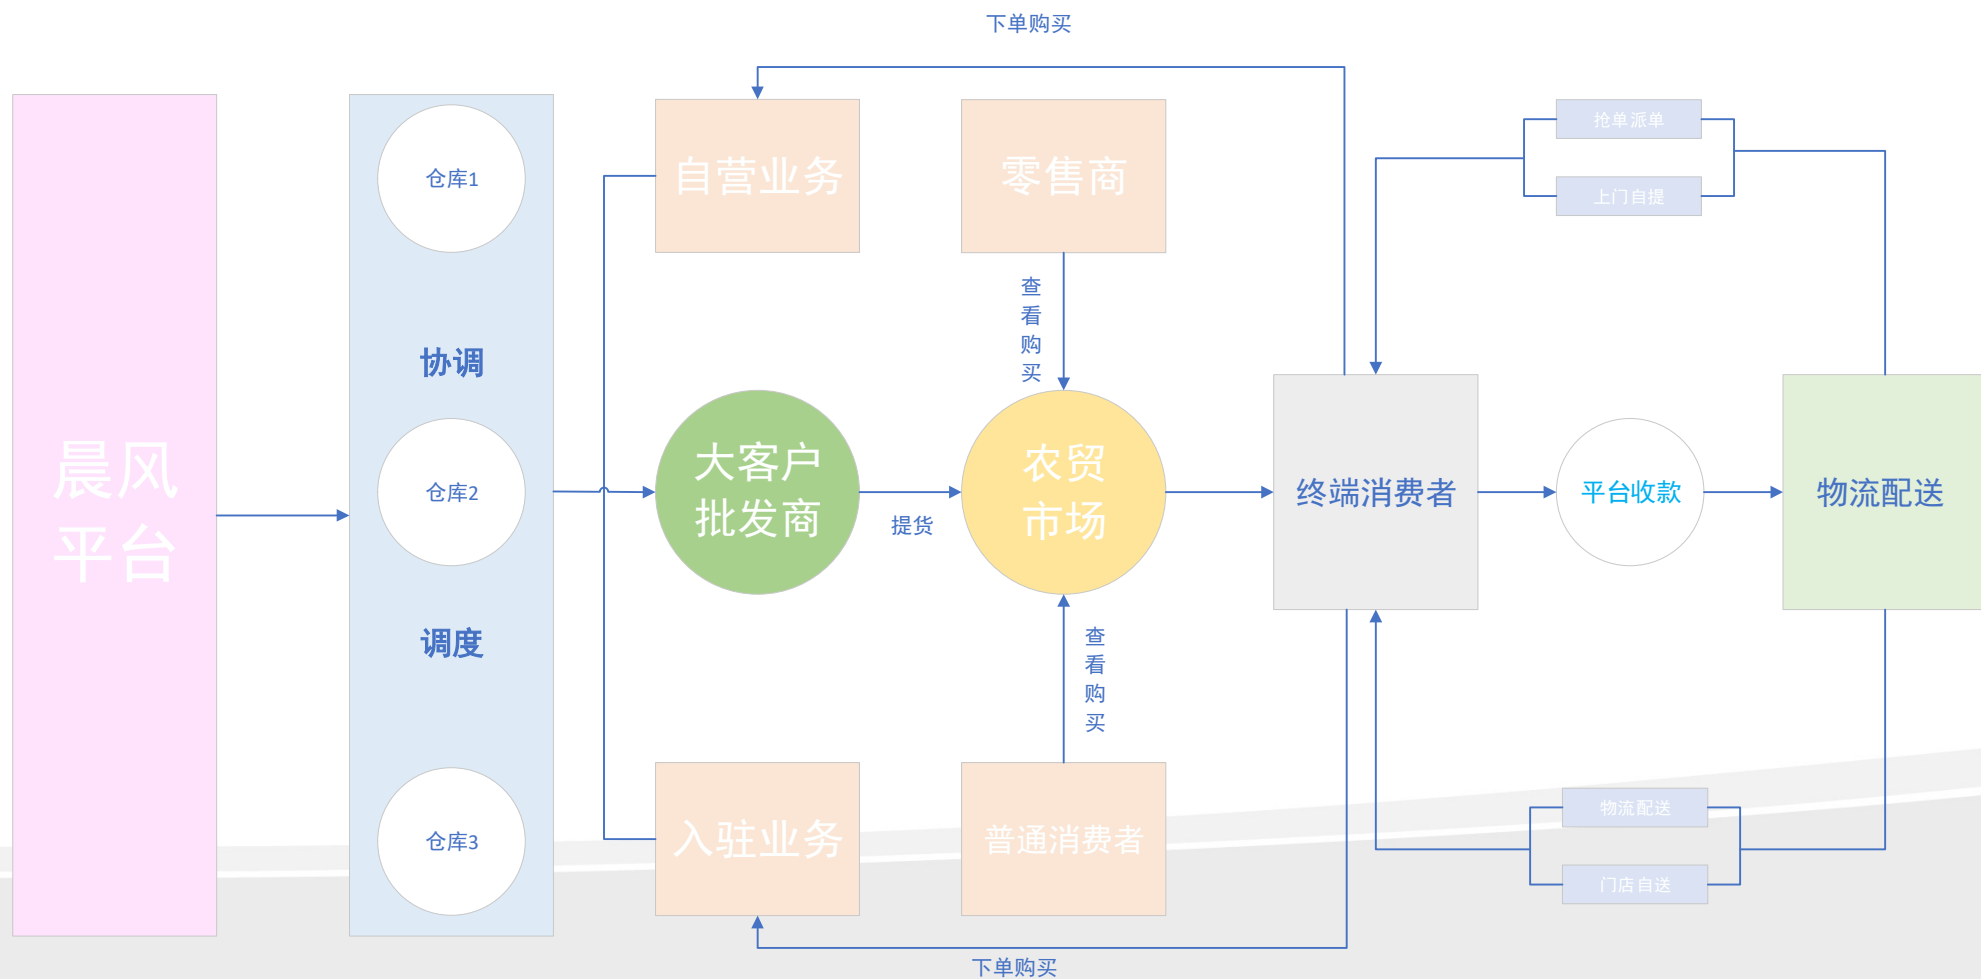 下单购买
晨风
平台
仓库1
协调
仓库2
调度
仓库3
自营业务
零售商
查
看
购
买
大客户
批发商
提货
农贸
市场
查
看
购
买
入驻业务
普通消费者
下单购买
终端消费者
平台收款
物流配送
抢单派单
上门自提
物流配送
门店自送